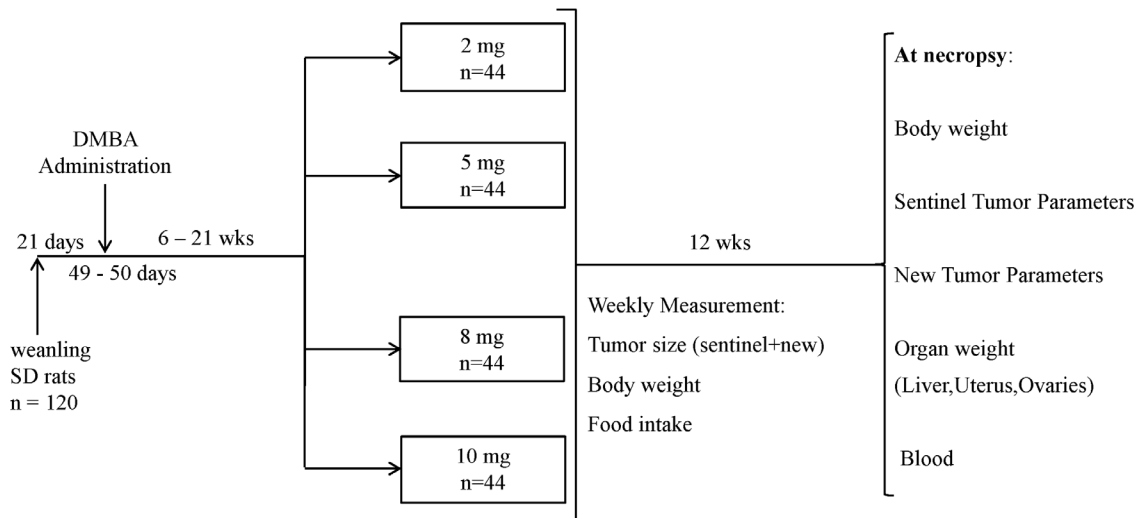 DMBA
Administration
21 days
6 – 21 wks
49 - 50 days
weanling
SD rats
n = 120
2 mg
n=44
5 mg
n=44
8 mg
n=44
10 mg
n=44
12 wks
Weekly Measurement:
Tumor size (sentinel+new)
Body weight
Food intake
At necropsy:
Body weight
Sentinel Tumor Parameters
New Tumor Parameters
Organ weight
(Liver,Uterus,Ovaries)
Blood